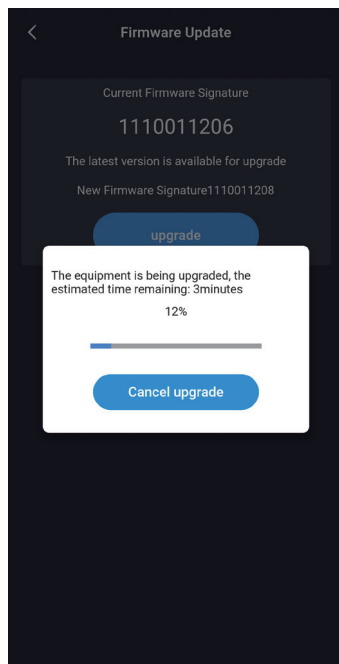 Firmware Update
Current Firmware Signature
1110011206
The latest version is available for upgrade
New Firmware Signature1110011208
upgrade
The equipment is being upgraded, the
estimated time remaining: 3minutes
12%
Cancel upgrade